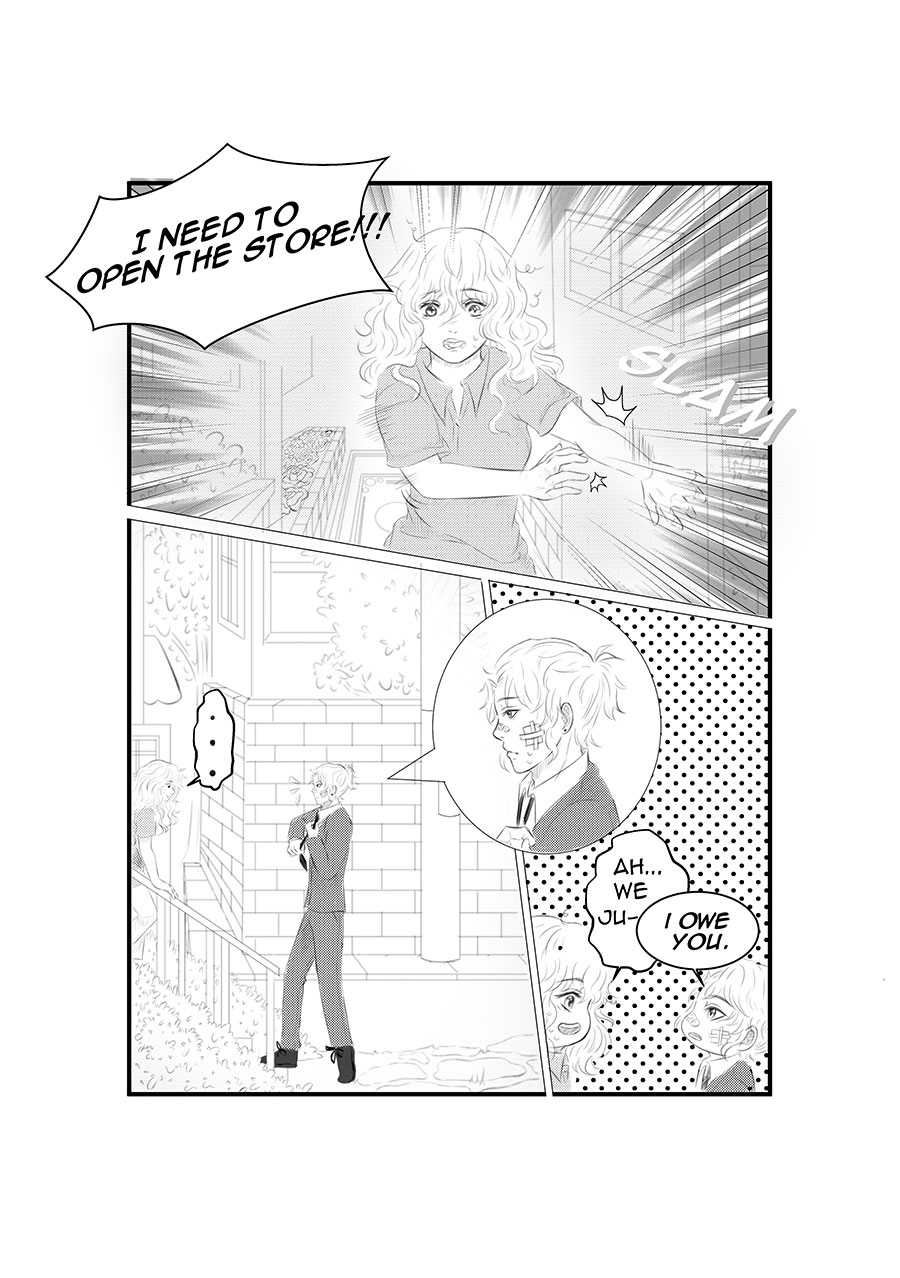 I NEED TO
OPEN THE STORE!!!
SLAM
...
AH...
WE
JU-
I OWE
YOU.